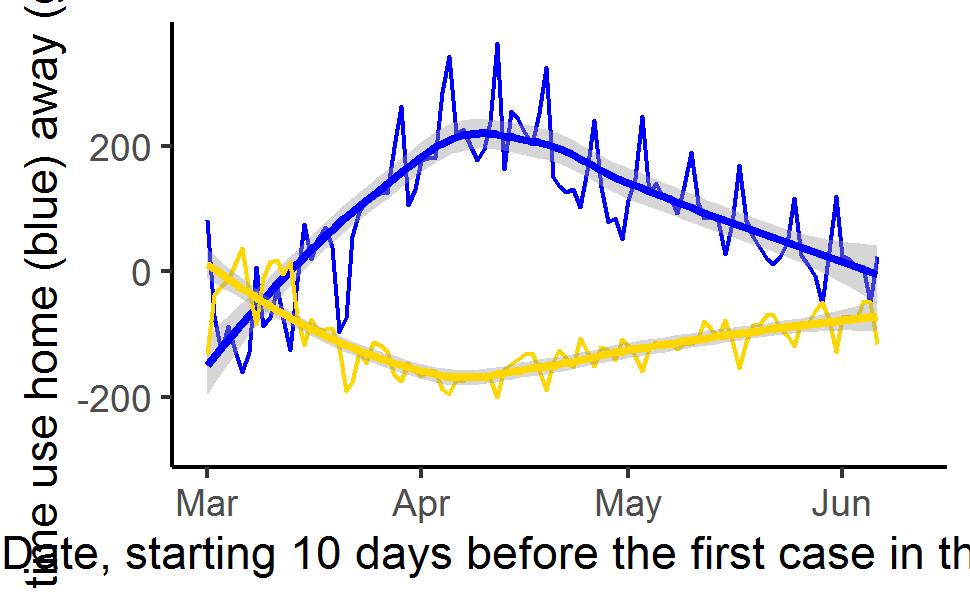 time use home (blue) away (
200
0
-200
Mar Apr May Jun
Date, starting 10 days before the first case in th